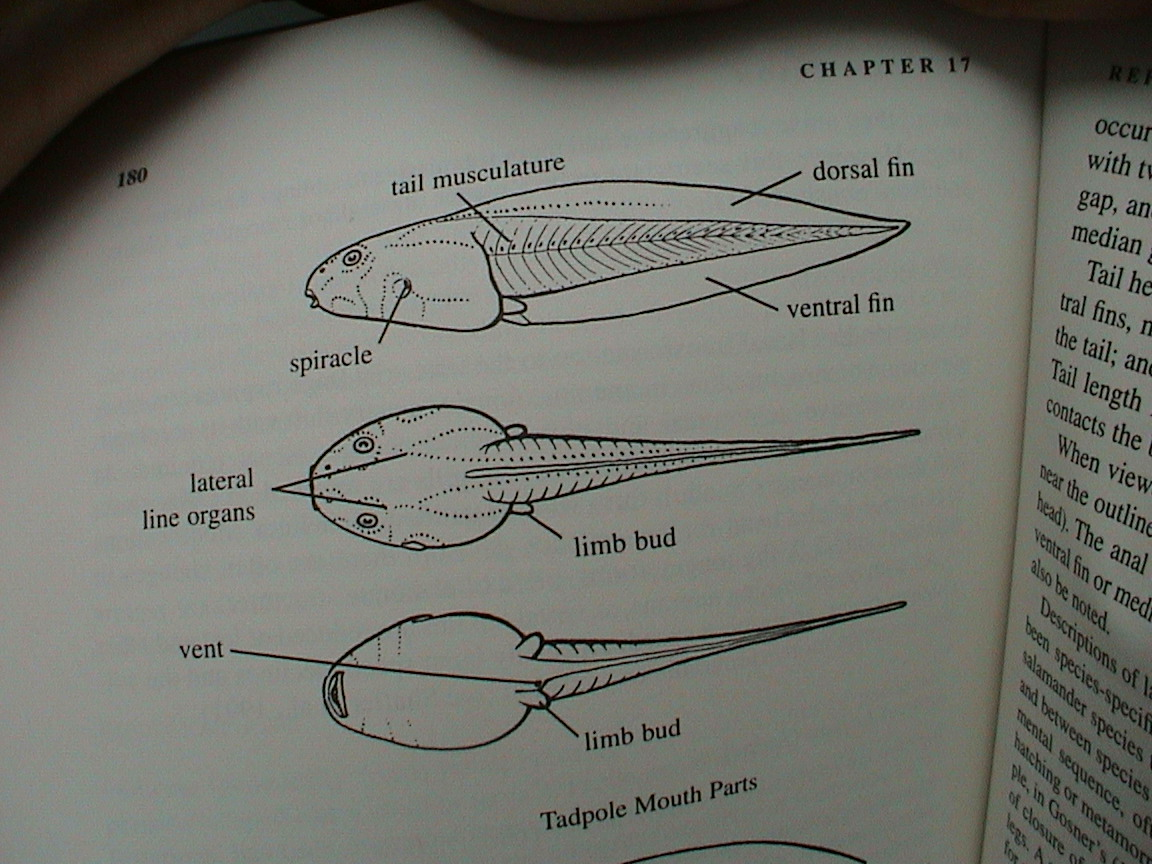 CHAPTER 17
180
tail musculature
dorsal fin
ventral fin
spiracle
lateral
line organs
limb bud
vent
limb bud
Tadpole Mouth Parts
occur
with tw
gap, an
median g
Tail he
tral fins, n
the tail; and
Tail length
contacts the
When view
near the outline
head). The anal
ventral fin or med
also be noted.
Descriptions of la
been species-specifi
salamander species
and between species
mental sequence, of
hatching or metamor
ple, in Gosner's
of closure
legs. A